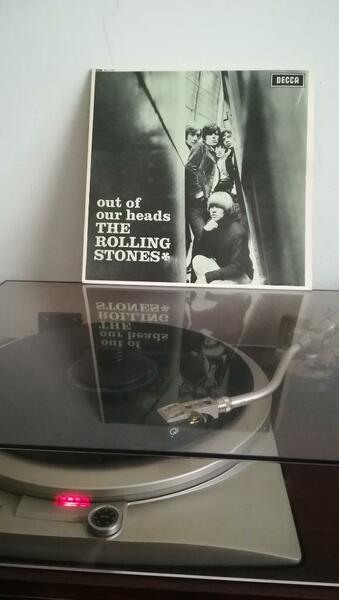 DECCA
out of
our heads
THE
ROLLING
STONES*